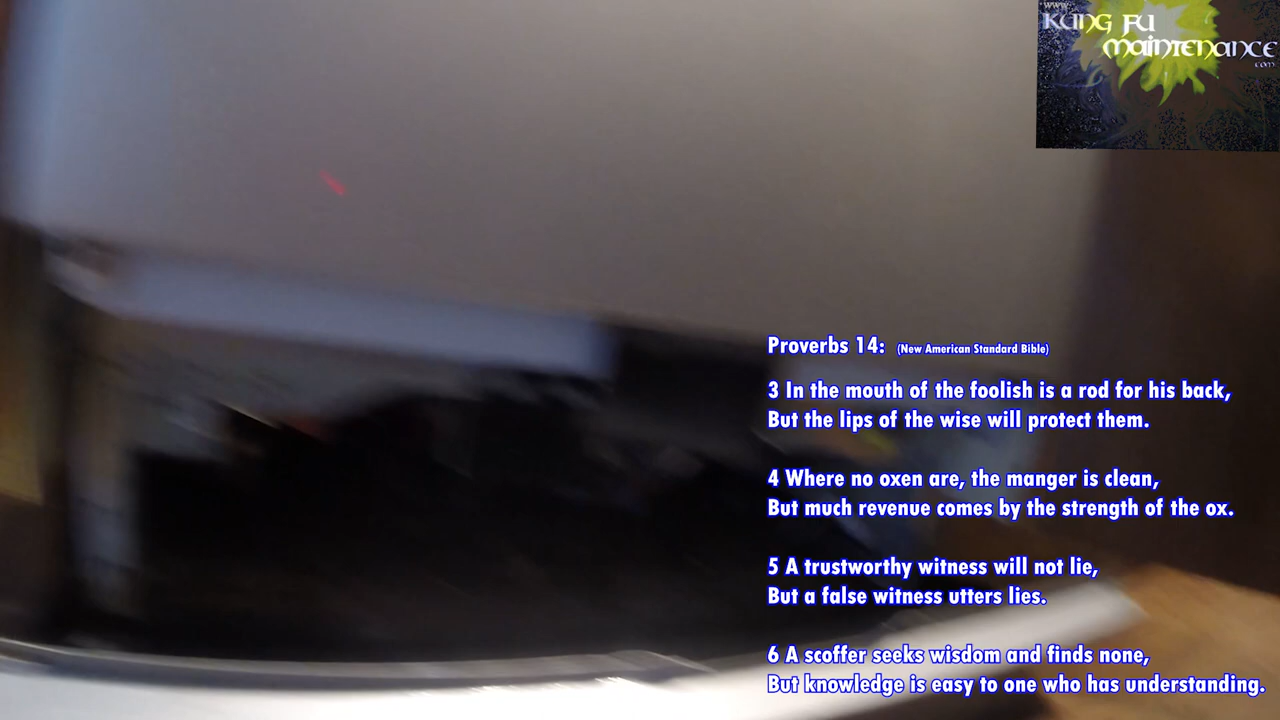 www.
KUNG FU
MAINTENANCE
.com
Proverbs 14: (New American Standard Bible)
3 In the mouth of the foolish is a rod for his back,
But the lips of the wise will protect them.
4 Where no oxen are, the manger is clean,
But much revenue comes by the strength of the ox.
5 A trustworthy witness will not lie,
But a false witness utters lies.
6 A scoffer seeks wisdom and finds none,
But knowledge is easy to one who has understanding.